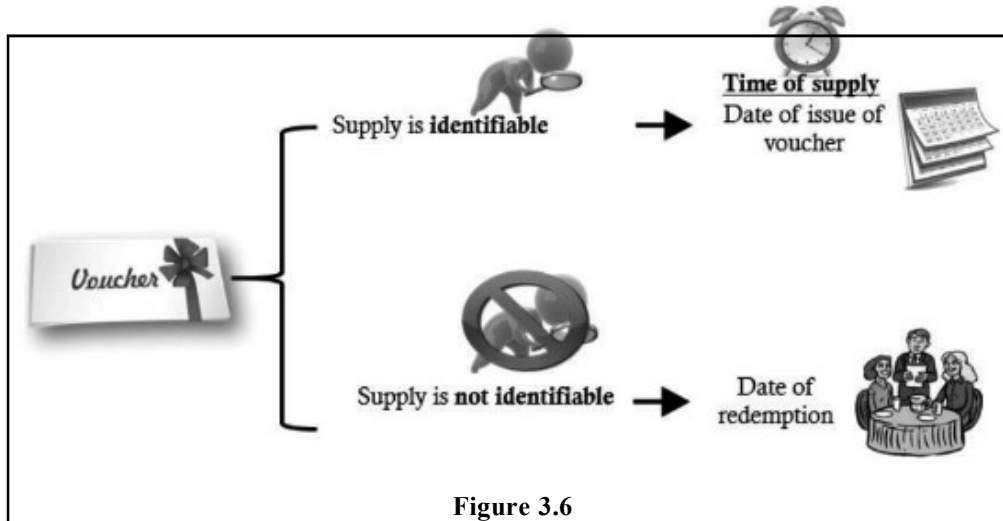 Time of supply
Supply is identifiable
Date of issue of
voucher
Voucher
Supply is not identifiable
Date of
redemption
Figure 3.6